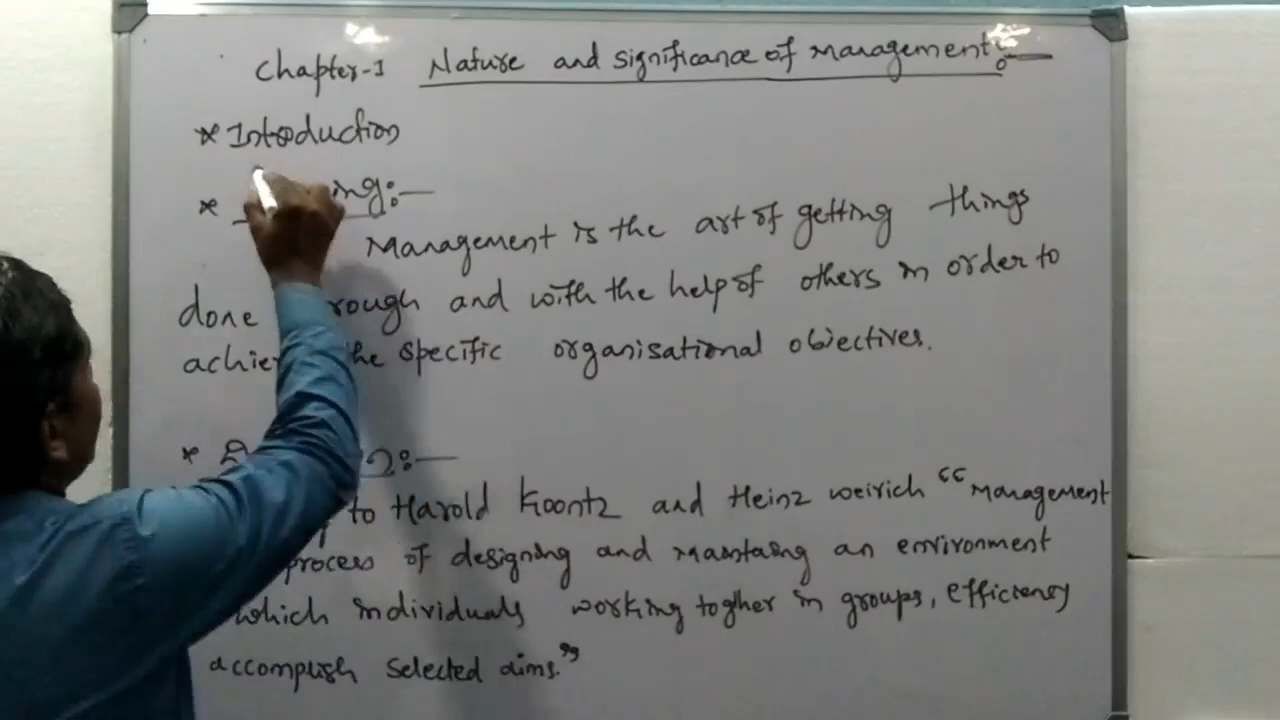 Chapter-1 Nature and significance of management:-
* Introduction
* ing:-
Management is the art of getting things
done rough and with the help of others in order to
achie he specific organisational objectives.
* :-
to Harold Koontz and Heinz weirich “Management
process of designing and maintaing an environment
which individuals working togher in groups, efficiency
accomplish selected aims.”